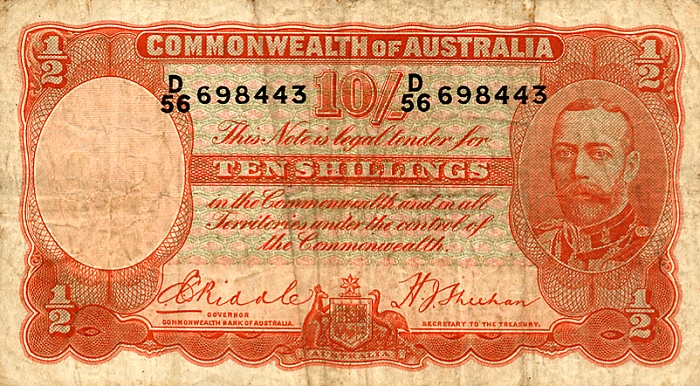 1/2 1/2
COMMONWEALTH OF AUSTRALIA
D/56 698443 10/- D/56 698443
This Note is legal tender for
TEN SHILLINGS
in the Commonwealth and in all
Territories under the control of
the Commonwealth
E C Riddle H. J. Sheehan
GOVERNOR
COMMONWEALTH BANK OF AUSTRALIA. SECRETARY TO THE TREASURY.
1/2 1/2
AUSTRALIA